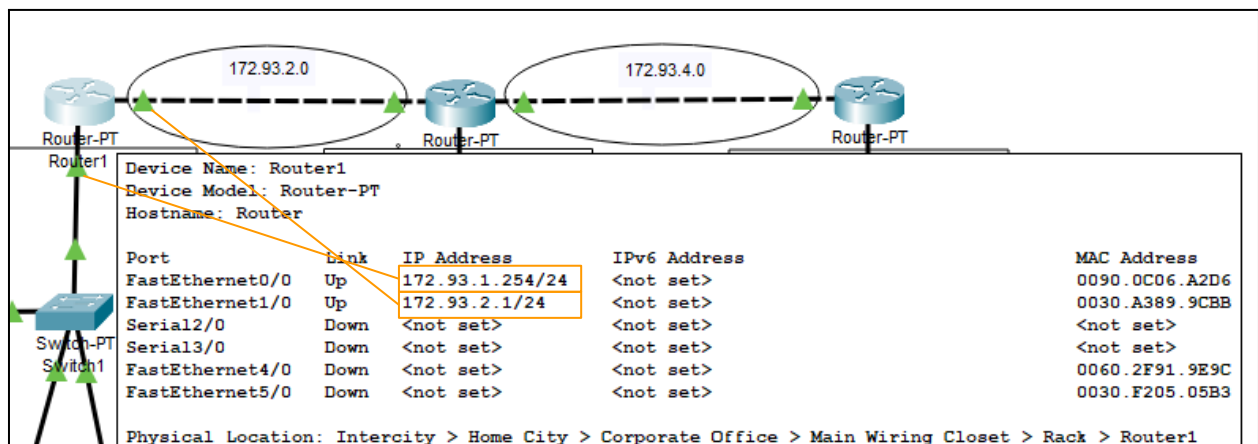 172.93.2.0
172.93.4.0
Router-PT
Router1
Router-PT
Router-PT
Device Name: Router1
Device Model: Router-PT
Hostname: Router
Port Link IP Address IPv6 Address MAC Address
FastEthernet0/0 Up 172.93.1.254/24 <not set> 0090.0C06.A2D6
FastEthernet1/0 Up 172.93.2.1/24 <not set> 0030.A389.9CBB
Serial2/0 Down <not set> <not set> <not set>
Serial3/0 Down <not set> <not set> <not set>
FastEthernet4/0 Down <not set> <not set> 0060.2F91.9E9C
FastEthernet5/0 Down <not set> <not set> 0030.F205.05B3
Physical Location: Intercity > Home City > Corporate Office > Main Wiring Closet > Rack > Router1
Switch-PT
Switch1